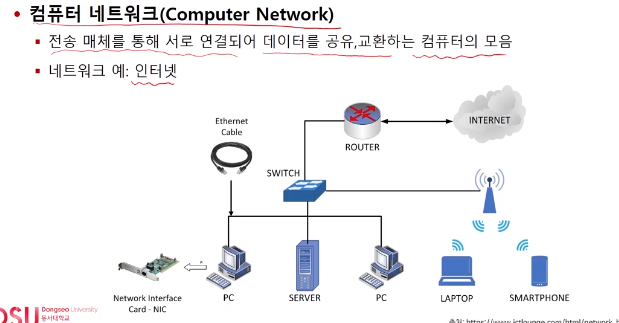 • 컴퓨터 네트워크(Computer Network)
▪ 전송 매체를 통해 서로 연결되어 데이터를 공유,교환하는 컴퓨터의 모음
▪ 네트워크 예: 인터넷
Ethernet
Cable
ROUTER
INTERNET
SWITCH
Network Interface
Card - NIC
PC
SERVER
PC
LAPTOP
SMARTPHONE
DSU Dongseo University
동서대학교
출처: https://www.ictlounge.com/html/network_h